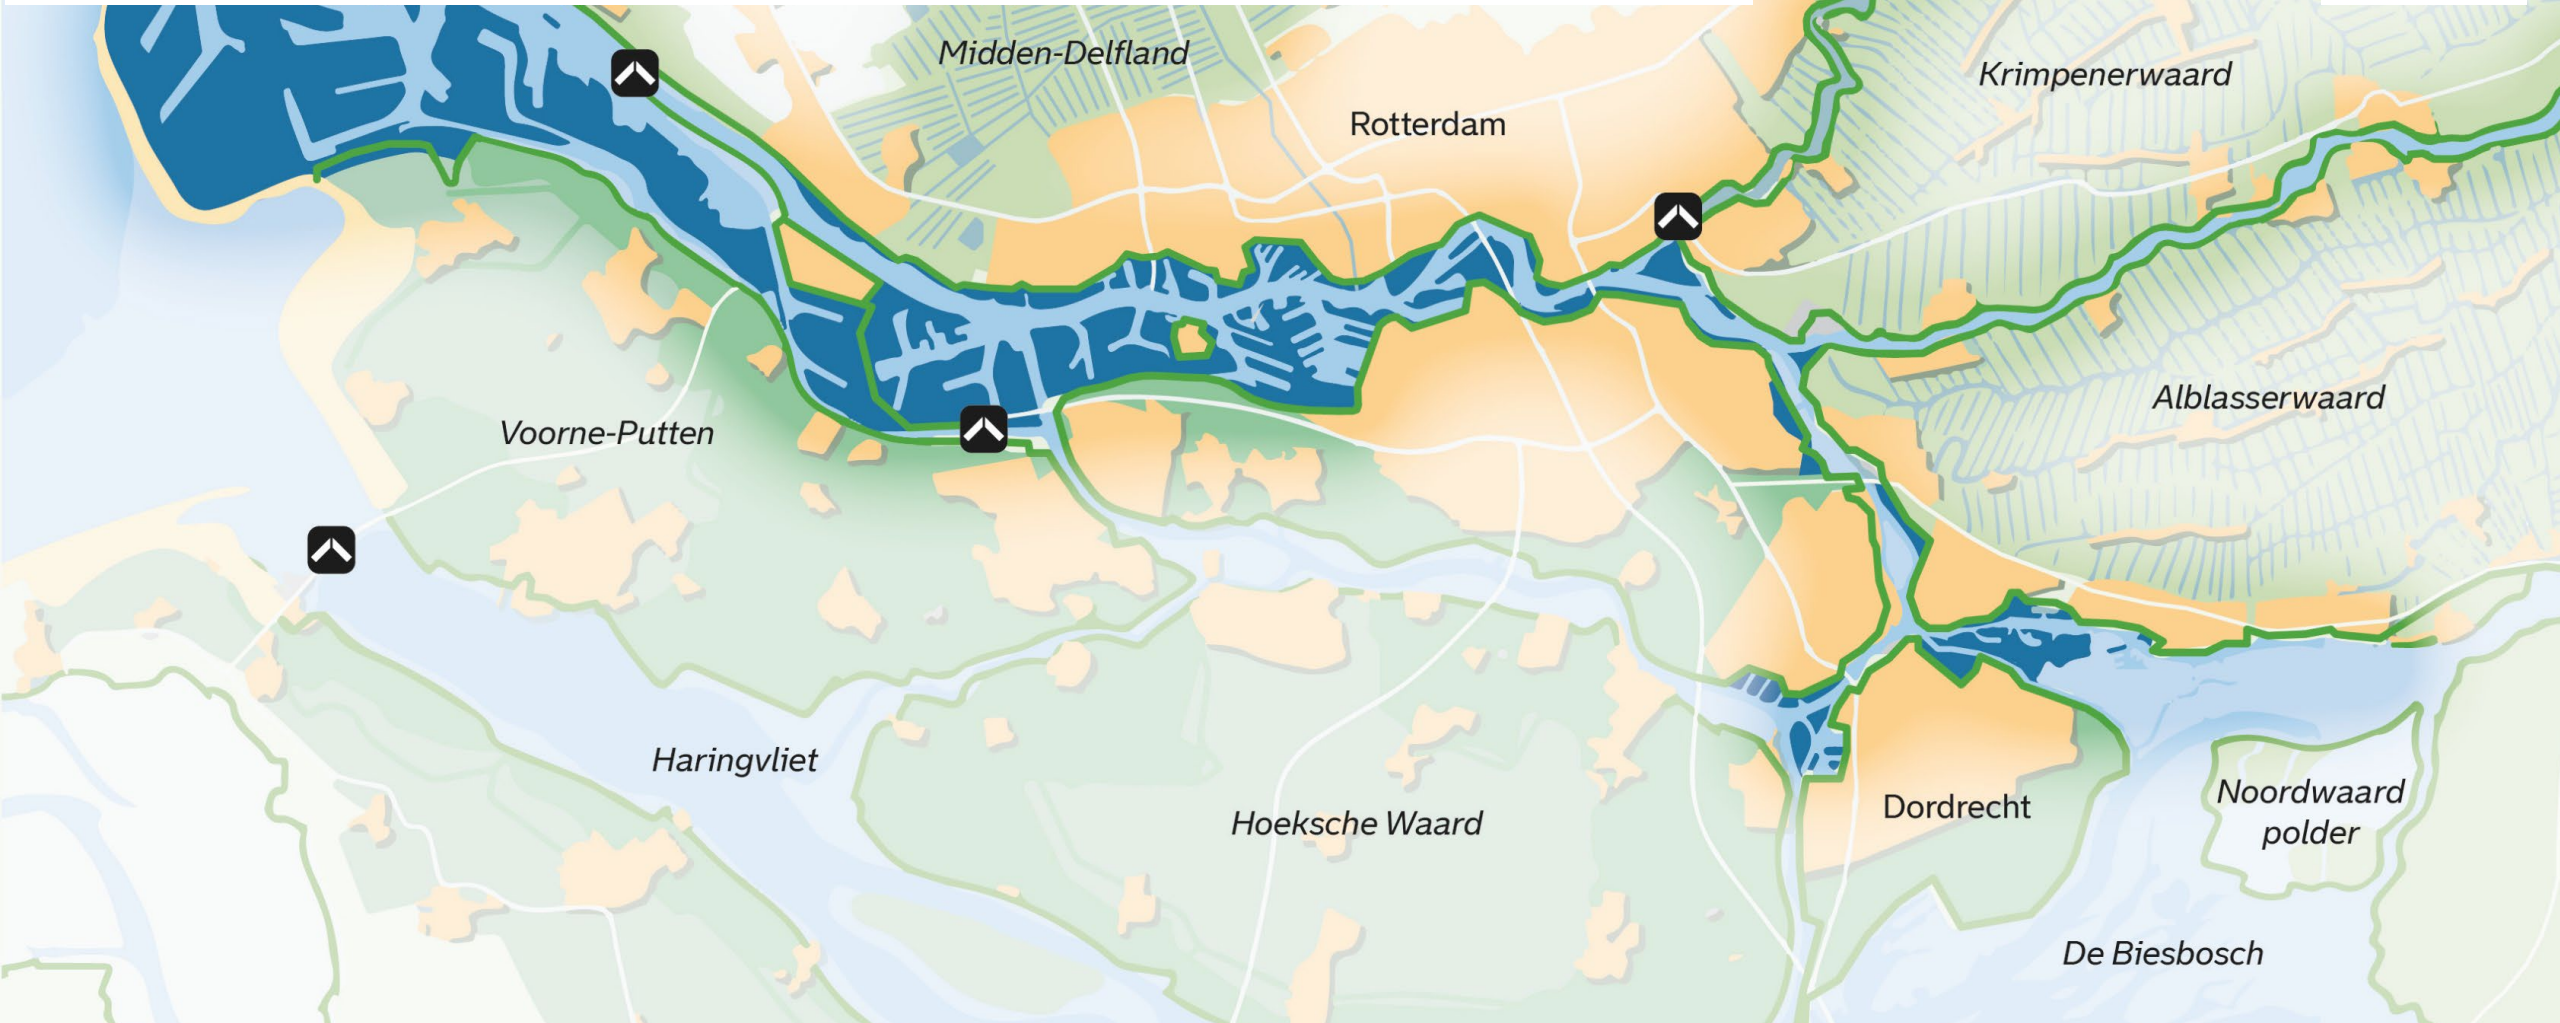 Midden-Delfland
Krimpenerwaard
Rotterdam
Alblasserwaard
Voorne-Putten
Haringvliet
Hoeksche Waard
Dordrecht
Noordwaard
polder
De Biesbosch